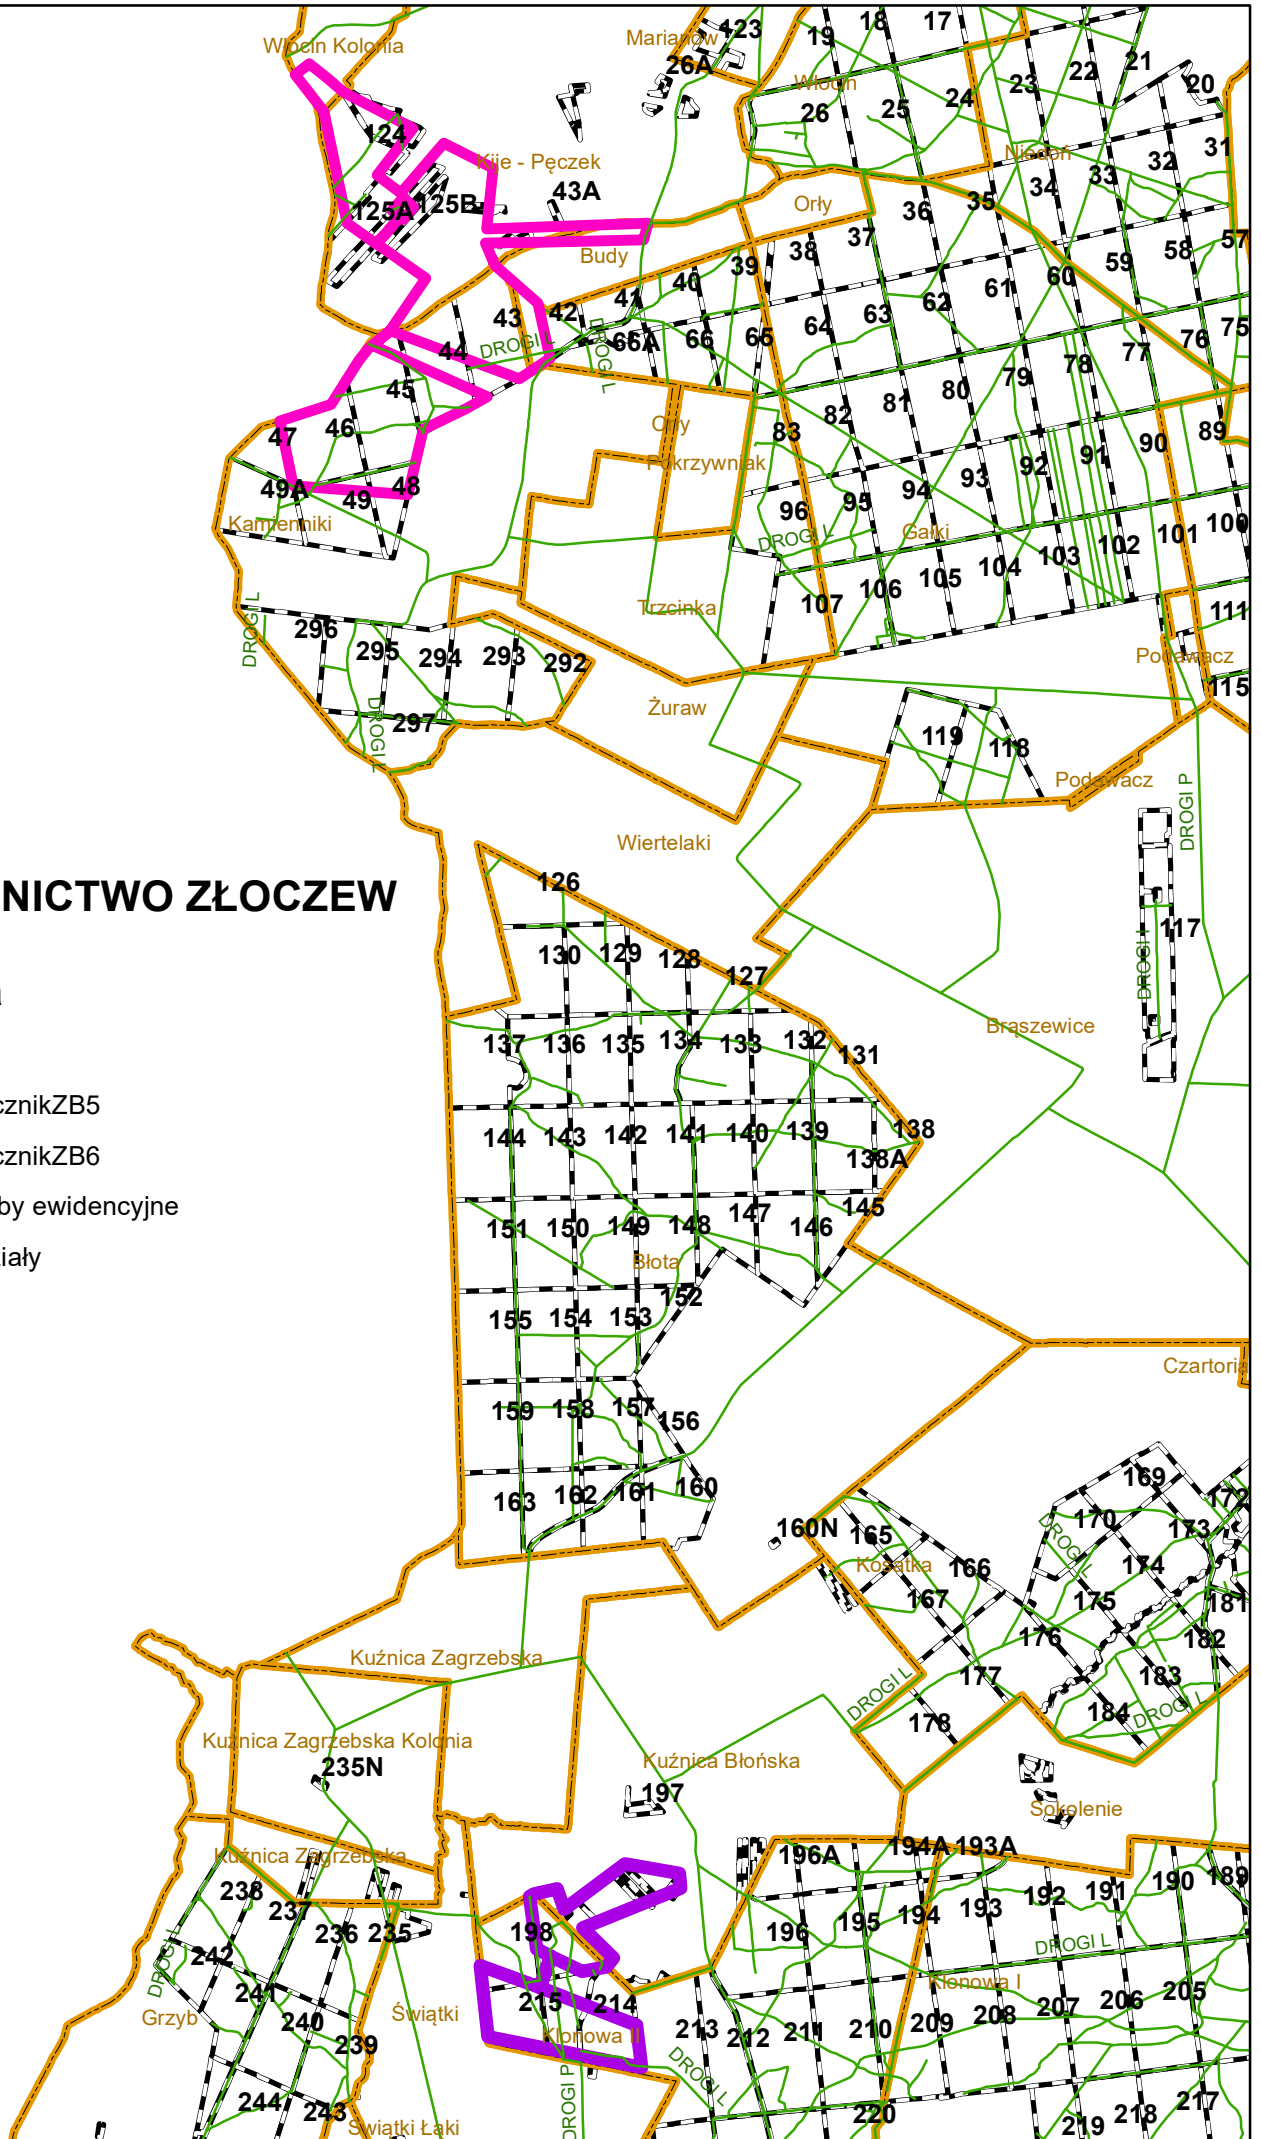 Włocin Kolonia
Marianów
123
19
18
17
26A
Włocin
26
25
24
23
22
21
20
124
Kije - Pęczek
43A
Niedoń
31
32
33
34
35
36
125A
125B
Orły
37
38
39
Budy
40
41
42
43
44
DROGI L
DROGI L
66A
66
65
64
63
62
61
60
59
58
57
75
76
77
78
79
80
81
82
83
45
46
47
48
49
49A
Kamienniki
Orły
Pokrzywniak
89
90
91
92
93
94
95
96
DROGI L
Gałki
100
101
102
103
104
105
106
107
Trzcinka
111
Podawacz
115
DROGI L
296
295
294
293
292
297
DROGI L
Żuraw
119
118
Podawacz
DROGI P
Wiertelaki
NICTWO ZŁOCZEW
126
130
129
128
127
117
DROGI L
Brąszewice
137
136
135
134
133
132
131
cznikZB5
cznikZB6
by ewidencyjne
iały
144
143
142
141
140
139
138
138A
145
151
150
149
148
147
146
Błota
152
155
154
153
Czartoria
159
158
157
156
163
162
161
160
160N
165
Kosatka
166
167
169
170
172
173
DROGI L
174
175
176
181
182
183
184
DROGI L
177
178
DROGI L
Kuźnica Zagrzebska
Kuźnica Zagrzebska Kolonia
235N
Kuźnica Błońska
197
Sokolenie
Kuźnica Zagrzebska
196A
194A
193A
238
237
236
235
198
196
195
194
193
192
191
190
189
DROGI L
242
241
240
239
DROGI L
Grzyb
Świątki
215
214
Klonowa II
Klonowa I
213
212
211
210
209
208
207
206
205
DROGI L
DROGI P
244
243
Świątki Łąki
220
219
218
217